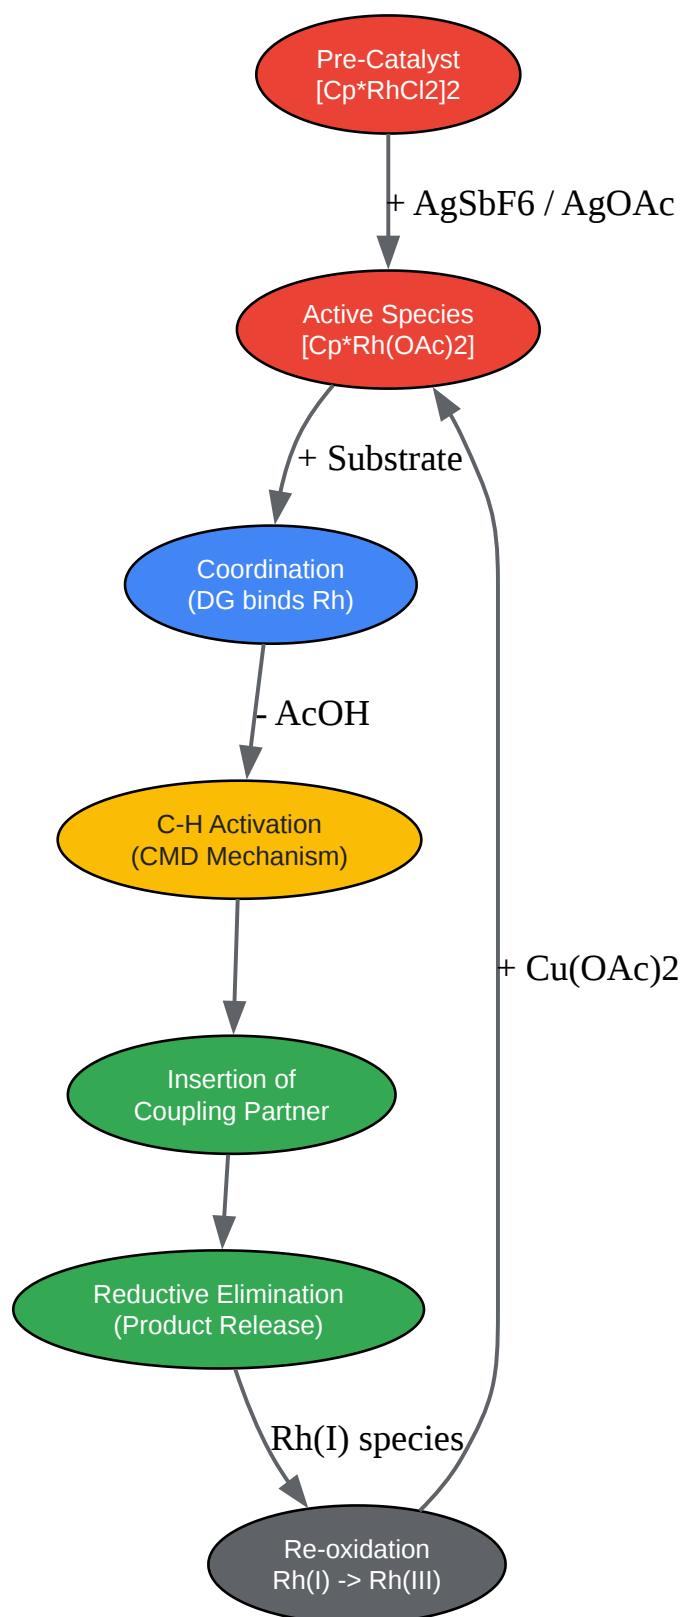 Pre-Catalyst
[Cp*RhCl2]2
+ AgSbF6 / AgOAc
Active Species
[Cp*Rh(OAc)2]
+ Substrate
Coordination
(DG binds Rh)
- AcOH
C-H Activation
(CMD Mechanism)
+ Cu(OAc)2
Insertion of
Coupling Partner
Reductive Elimination
(Product Release)
Rh(I) species
Re-oxidation
Rh(I) -> Rh(III)